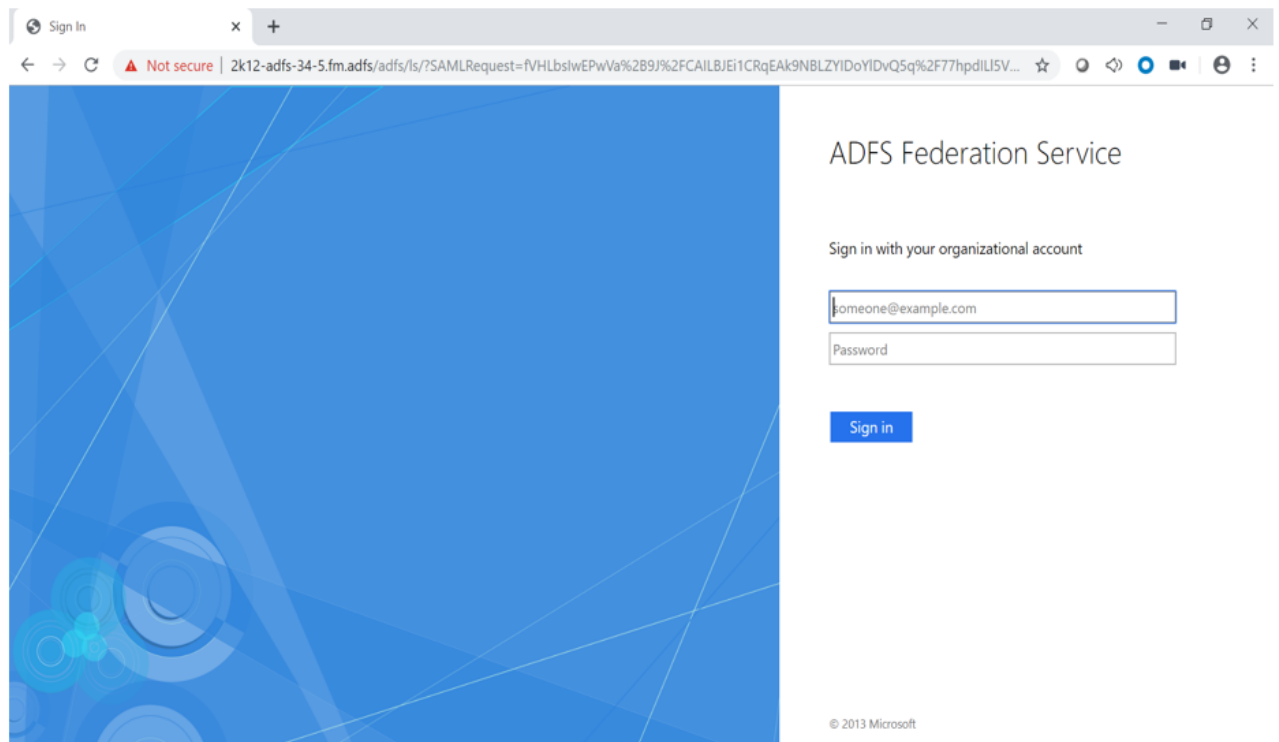 Sign In
Not secure | 2k12-adfs-34-5.fm.adfs/adfs/ls/?SAMLRequest=fVHLbsIwEPwVa%2B9J%2FCAILBJEi1CRqEAk9NBLZYIDoYIDvQ5q%2F77hpdILl5V...
ADFS Federation Service
Sign in with your organizational account
someone@example.com
Password
Sign in
© 2013 Microsoft